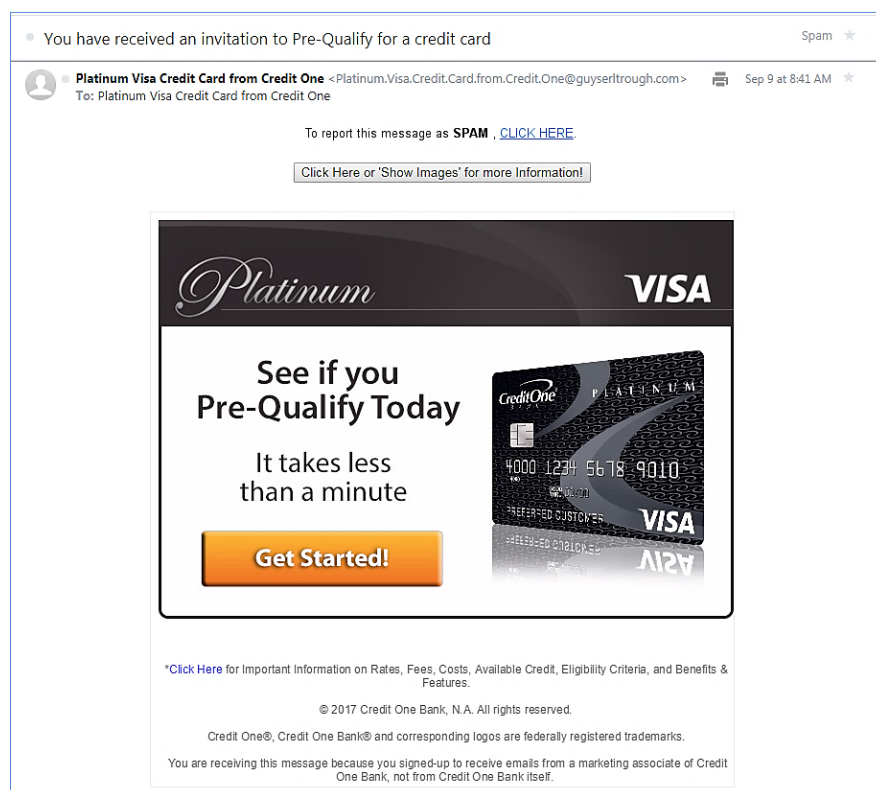 You have received an invitation to Pre-Qualify for a credit card
Spam
Platinum Visa Credit Card from Credit One <Platinum.Visa.Credit.Card.from.Credit.One@guyserltrough.com>
Sep 9 at 8:41 AM
To: Platinum Visa Credit Card from Credit One
To report this message as SPAM , CLICK HERE.
Click Here or 'Show Images' for more Information!
Platinum
VISA
See if you
Pre-Qualify Today
It takes less
than a minute
Get Started!
CreditOne
BANK
PLATINUM
4000 1234 5678 9010
4000
PREFERRED CUSTOMER
VISA
*Click Here for Important Information on Rates, Fees, Costs, Available Credit, Eligibility Criteria, and Benefits &
Features.
© 2017 Credit One Bank, N.A. All rights reserved.
Credit One®, Credit One Bank® and corresponding logos are federally registered trademarks.
You are receiving this message because you signed-up to receive emails from a marketing associate of Credit
One Bank, not from Credit One Bank itself.